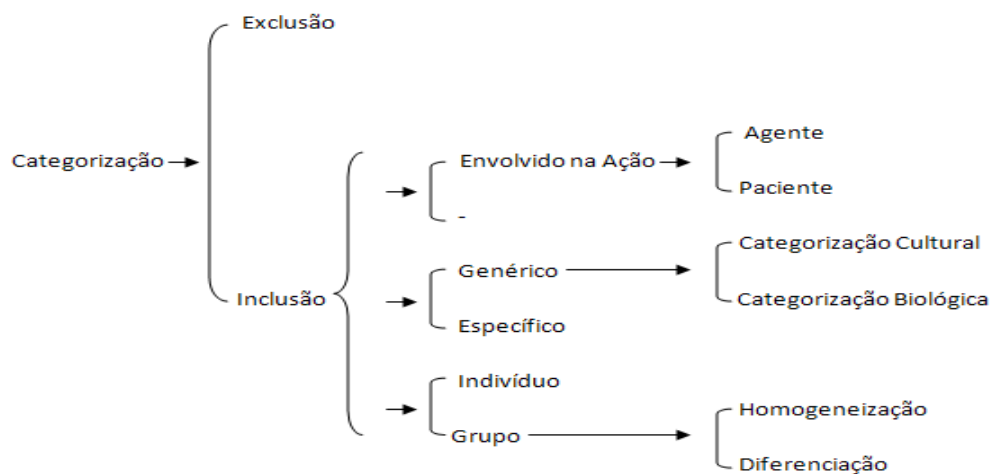 Exclusão
Categorização
Inclusão
Envolvido na Ação
-
Agente
Paciente
Genérico
Específico
Categorização Cultural
Categorização Biológica
Indivíduo
Grupo
Homogeneização
Diferenciação